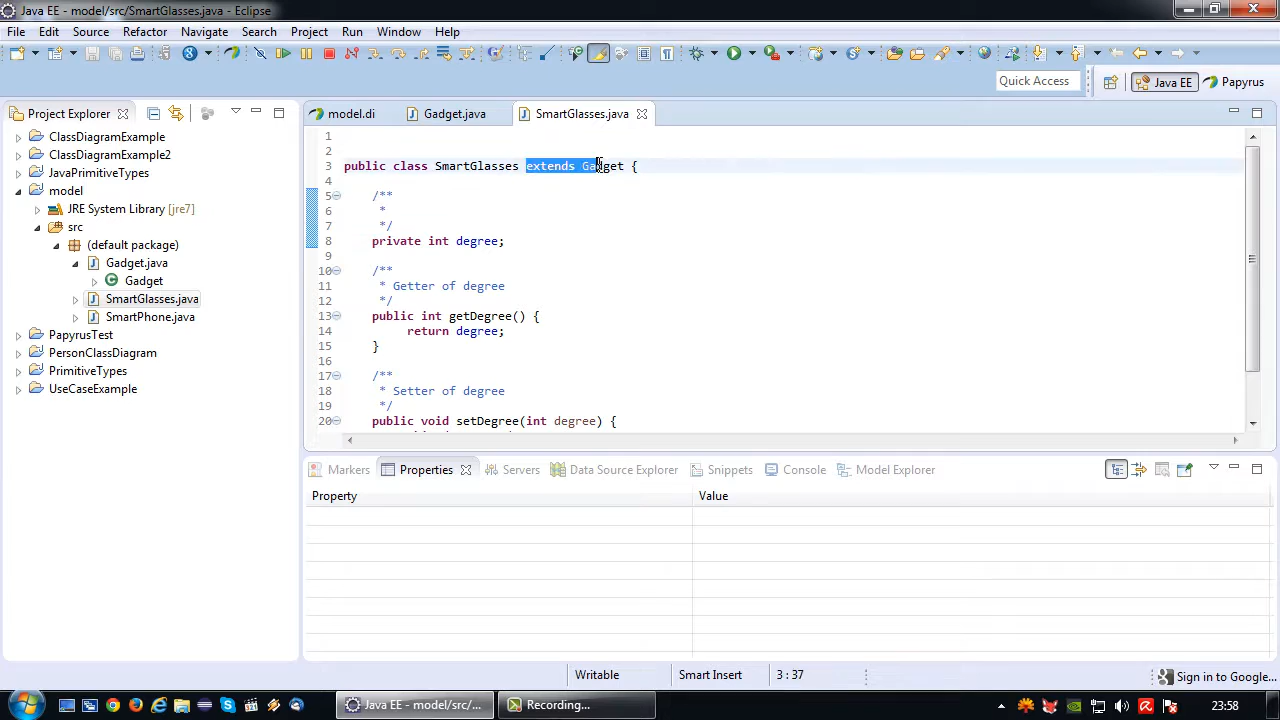 Java EE - model/src/SmartGlasses.java - Eclipse
File Edit Source Refactor Navigate Search Project Run Window Help
Quick Access
Java EE
Papyrus
Project Explorer
model.di
Gadget.java
SmartGlasses.java
ClassDiagramExample
ClassDiagramExample2
JavaPrimitiveTypes
model
JRE System Library [jre7]
src
(default package)
Gadget.java
Gadget
SmartGlasses.java
SmartPhone.java
PapyrusTest
PersonClassDiagram
PrimitiveTypes
UseCaseExample
1
2
3 public class SmartGlasses extends Gadget {
4
5 /**
6 *
7 */
8 private int degree;
9
10 /**
11 * Getter of degree
12 */
13 public int getDegree() {
14 return degree;
15 }
16
17 /**
18 * Setter of degree
19 */
20 public void setDegree(int degree) {
Markers Properties Servers Data Source Explorer Snippets Console Model Explorer
Property Value
Writable Smart Insert 3 : 37 Sign in to Google...
Java EE - model/src/... Recording... 23:58